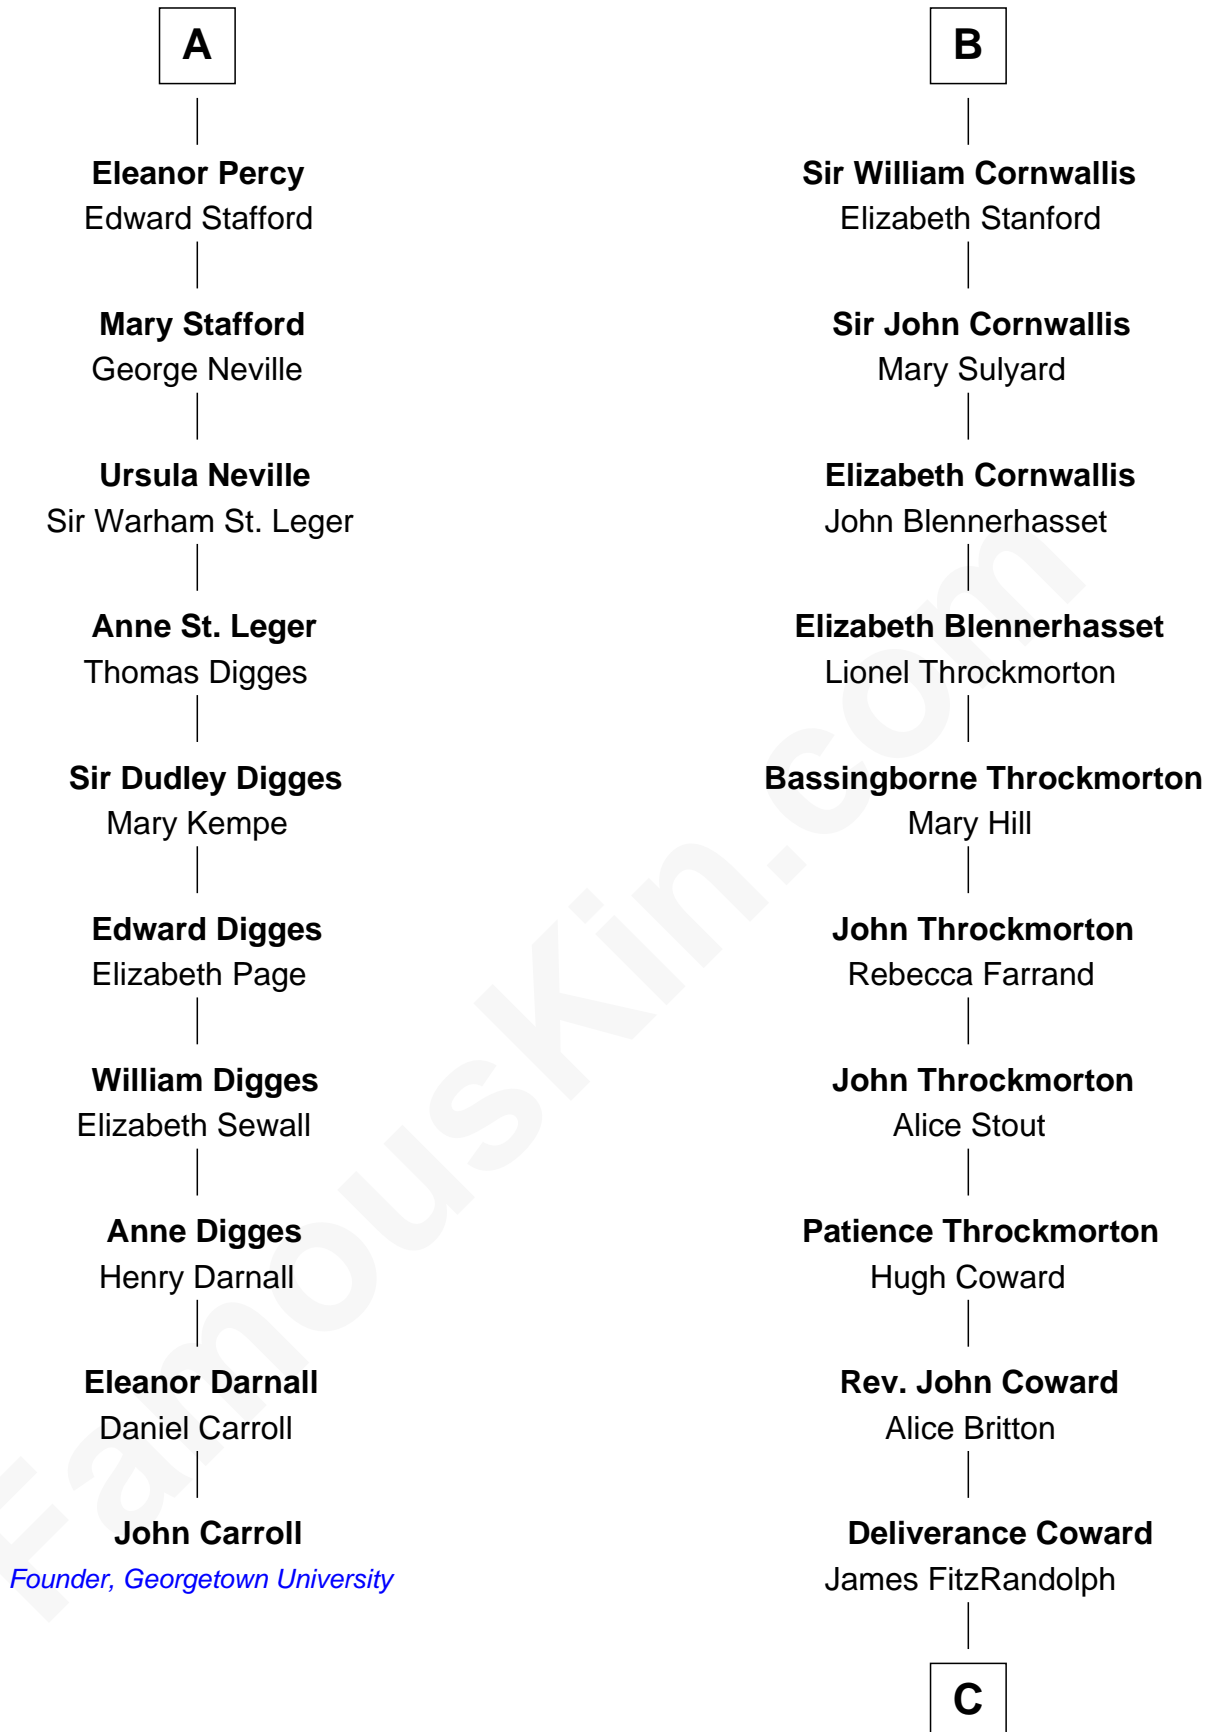 A
Eleanor Percy
Edward Stafford
Mary Stafford
George Neville
Ursula Neville
Sir Warham St. Leger
Anne St. Leger
Thomas Digges
Sir Dudley Digges
Mary Kempe
Edward Digges
Elizabeth Page
William Digges
Elizabeth Sewall
Anne Digges
Henry Darnall
Eleanor Darnall
Daniel Carroll
John Carroll
Founder, Georgetown University
B
Sir William Cornwallis
Elizabeth Stanford
Sir John Cornwallis
Mary Sulyard
Elizabeth Cornwallis
John Blennerhasset
Elizabeth Blennerhasset
Lionel Throckmorton
Bassingborne Throckmorton
Mary Hill
John Throckmorton
Rebecca Farrand
John Throckmorton
Alice Stout
Patience Throckmorton
Hugh Coward
Rev. John Coward
Alice Britton
Deliverance Coward
James FitzRandolph
C
FamousKin.com